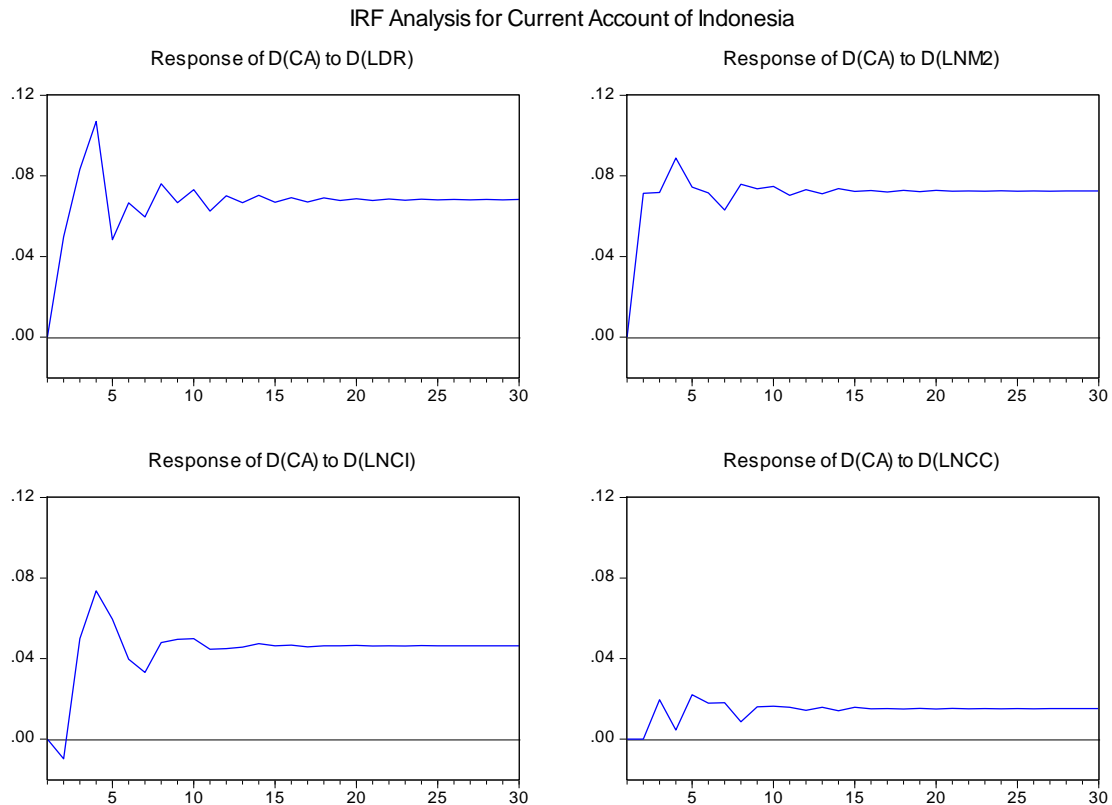 IRF Analysis for Current Account of Indonesia
Response of D(CA) to D(LDR)
.12
.08
.04
.00
5 10 15 20 25 30
Response of D(CA) to D(LNM2)
.12
.08
.04
.00
5 10 15 20 25 30
Response of D(CA) to D(LNCI)
.12
.08
.04
.00
5 10 15 20 25 30
Response of D(CA) to D(LNCC)
.12
.08
.04
.00
5 10 15 20 25 30